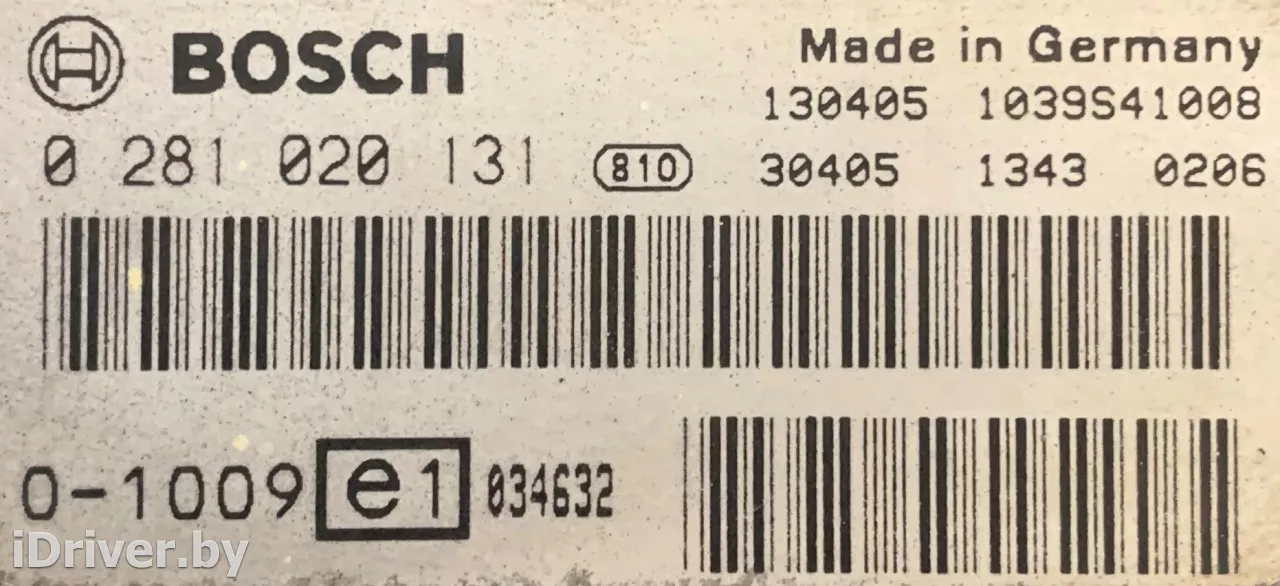 BOSCH
Made in Germany
130405 1039S41008
0 281 020 131 810 30405 1343 0206
0-1009 e1 034632
iDriver.by